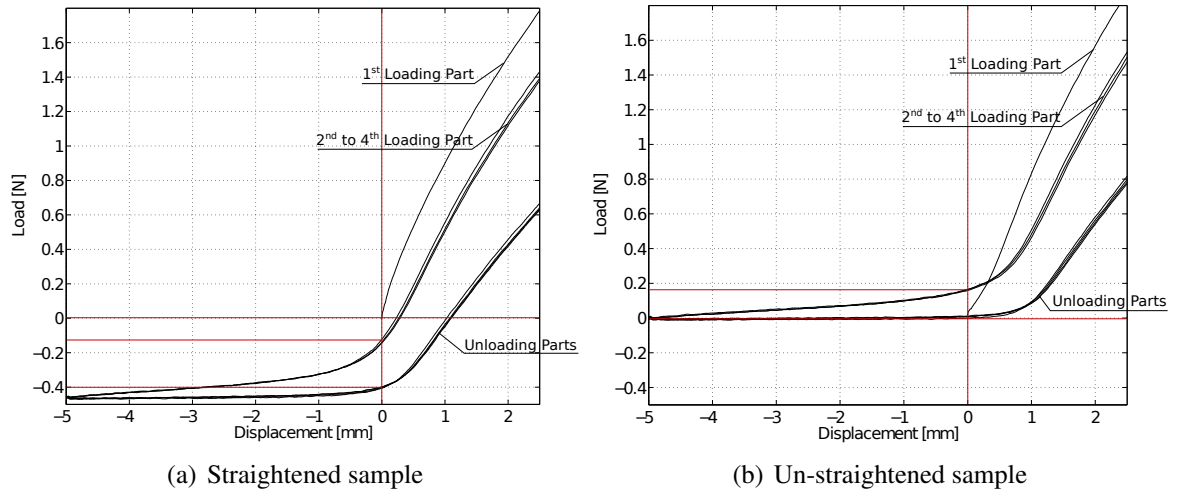 1.6
1.4
1.2
1
0.8
0.6
0.4
0.2
0
−0.2
−0.4
Load [N]
1st Loading Part
2nd to 4th Loading Part
Unloading Parts
−5 −4 −3 −2 −1 0 1 2
Displacement [mm]
(a) Straightened sample
1.6
1.4
1.2
1
0.8
0.6
0.4
0.2
0
−0.2
−0.4
Load [N]
1st Loading Part
2nd to 4th Loading Part
Unloading Parts
−5 −4 −3 −2 −1 0 1 2
Displacement [mm]
(b) Un-straightened sample